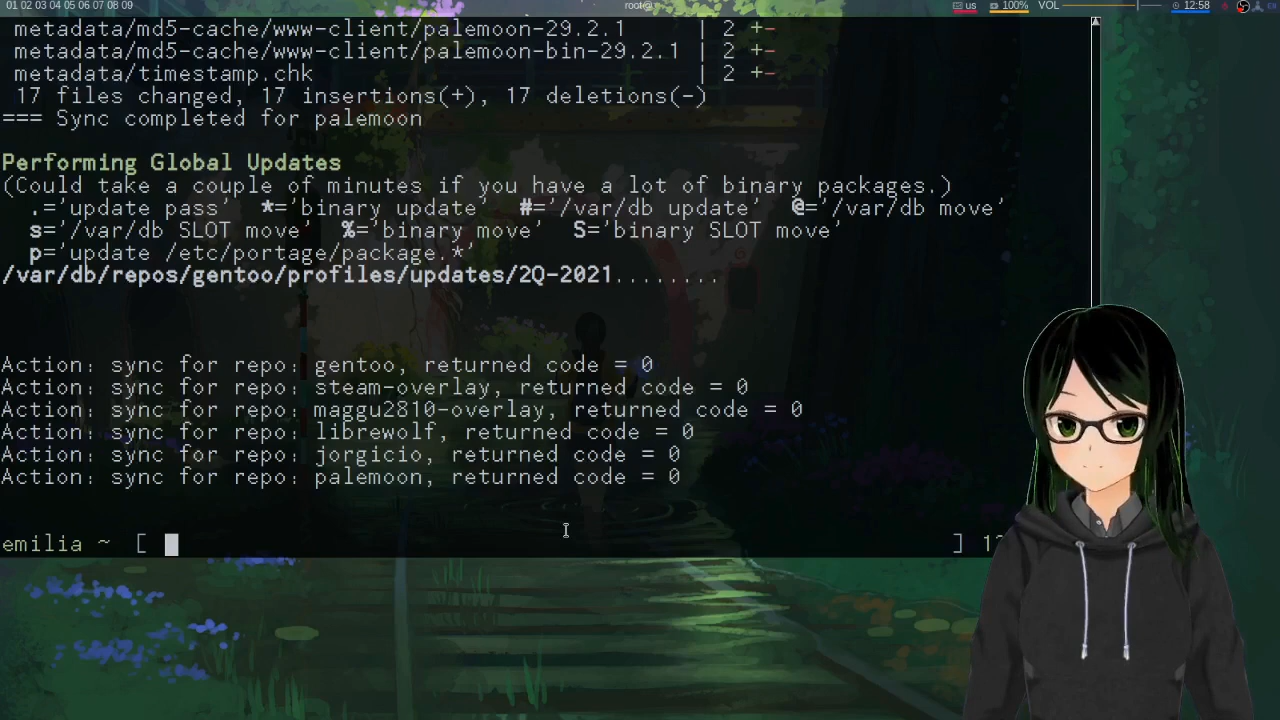 01 02 03 04 05 06 07 08 09 root@ us 100% VOL 12:58
metadata/md5-cache/www-client/palemoon-29.2.1 | 2 +-
metadata/md5-cache/www-client/palemoon-bin-29.2.1 | 2 +-
metadata/timestamp.chk | 2 +-
17 files changed, 17 insertions(+), 17 deletions(-)
=== Sync completed for palemoon
Performing Global Updates
(Could take a couple of minutes if you have a lot of binary packages.)
.='update pass' *='binary update' #='/var/db update' @='/var/db move'
s='/var/db SLOT move' %='binary move' S='binary SLOT move'
p='update /etc/portage/package.*'
/var/db/repos/gentoo/profiles/updates/2Q-2021........
Action: sync for repo: gentoo, returned code = 0
Action: sync for repo: steam-overlay, returned code = 0
Action: sync for repo: maggu2810-overlay, returned code = 0
Action: sync for repo: librewolf, returned code = 0
Action: sync for repo: jorgicio, returned code = 0
Action: sync for repo: palemoon, returned code = 0
emilia ~ [ ]